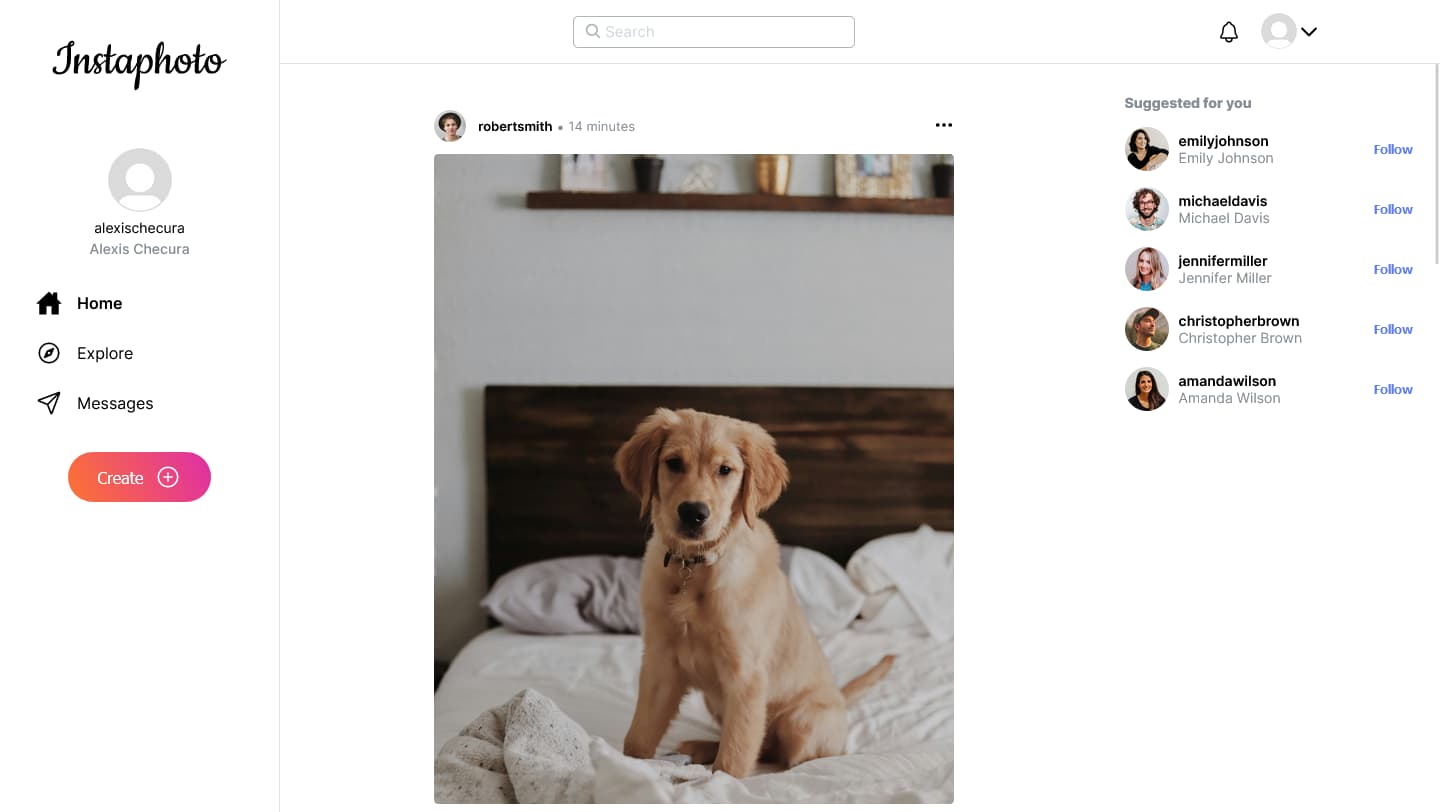 Instaphoto
alexischecura
Alexis Checura
Home
Explore
Messages
Create
Search
robertsmith • 14 minutes
Suggested for you
emilyjohnson
Emily Johnson
Follow
michaeldavis
Michael Davis
Follow
jennifermiller
Jennifer Miller
Follow
christopherbrown
Christopher Brown
Follow
amandawilson
Amanda Wilson
Follow